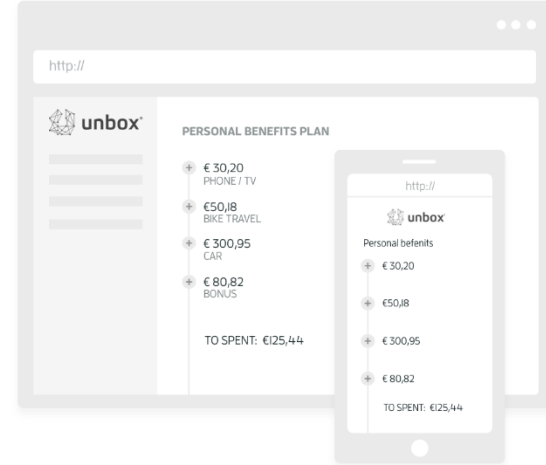 http://
unbox
PERSONAL BENEFITS PLAN
€ 30,20
PHONE / TV
€50,18
BIKE TRAVEL
€ 300,95
CAR
€ 80,82
BONUS
TO SPENT: €125,44
http://
unbox
Personal befenits
€ 30,20
€50,18
€ 300,95
€ 80,82
TO SPENT: €125,44